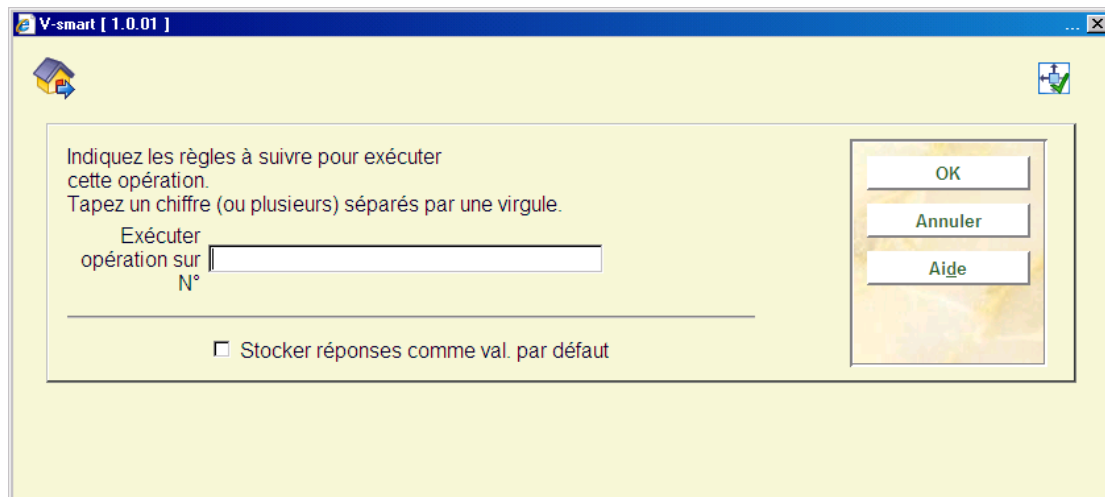 V-smart [ 1.0.01 ]
...
Indiquez les règles à suivre pour exécuter
cette opération.
Tapez un chiffre (ou plusieurs) séparés par une virgule.
Exécuter
opération sur
N°
Stocker réponses comme val. par défaut
OK
Annuler
Aide